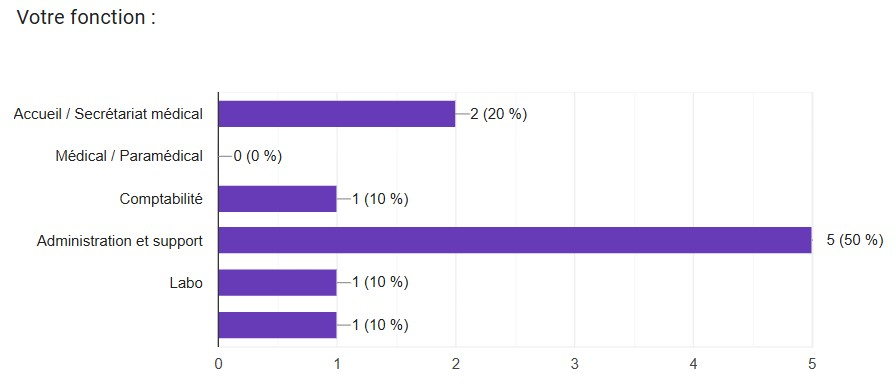 Votre fonction :
Accueil / Secrétariat médical 2 (20 %)
Médical / Paramédical 0 (0 %)
Comptabilité 1 (10 %)
Administration et support 5 (50 %)
Labo 1 (10 %)
1 (10 %)
0 1 2 3 4 5